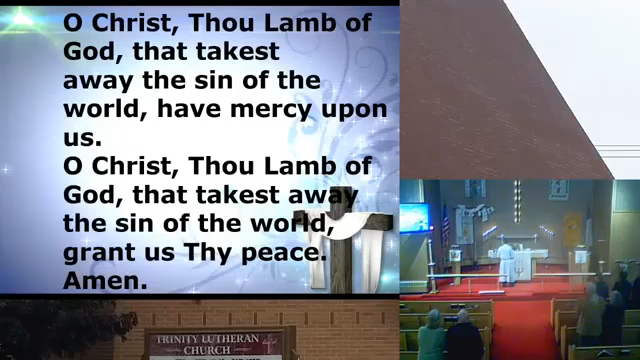 O Christ, Thou Lamb of
God, that takest
away the sin of the
world, have mercy upon
us.
O Christ, Thou Lamb of
God, that takest away
the sin of the world,
grant us Thy peace.
Amen.
TRINITY LUTHERAN
CHURCH